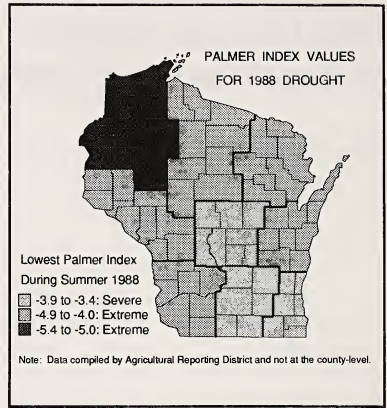 PALMER INDEX VALUES
FOR 1988 DROUGHT
Lowest Palmer Index
During Summer 1988
-3.9 to -3.4: Severe
-4.9 to -4.0: Extreme
-5.4 to -5.0: Extreme
Note: Data compiled by Agricultural Reporting District and not at the county-level.